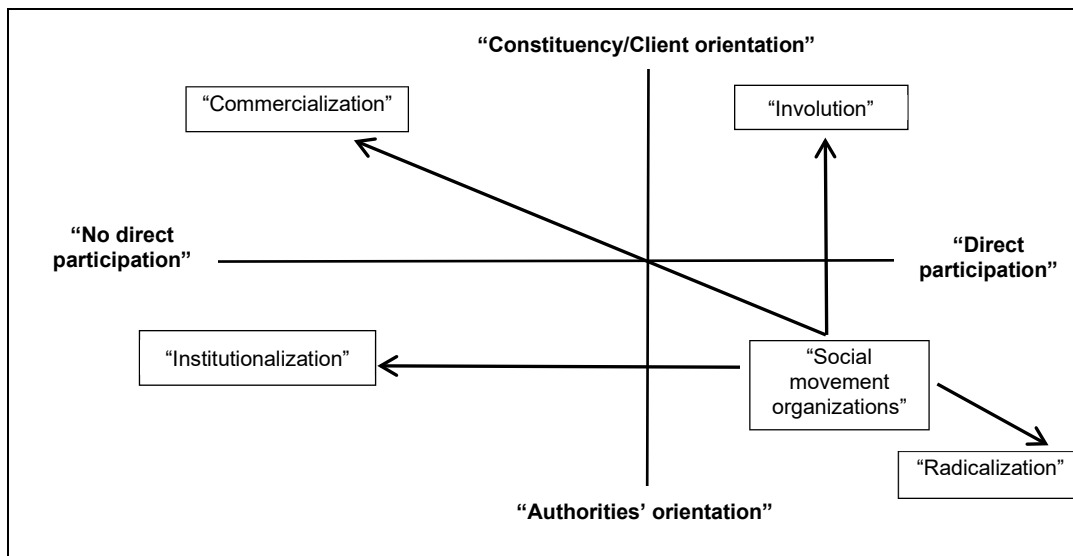 “Constituency/Client orientation”
“Commercialization”
“Involution”
“No direct
participation”
“Direct
participation”
“Institutionalization”
“Social
movement
organizations”
“Radicalization”
“Authorities’ orientation”